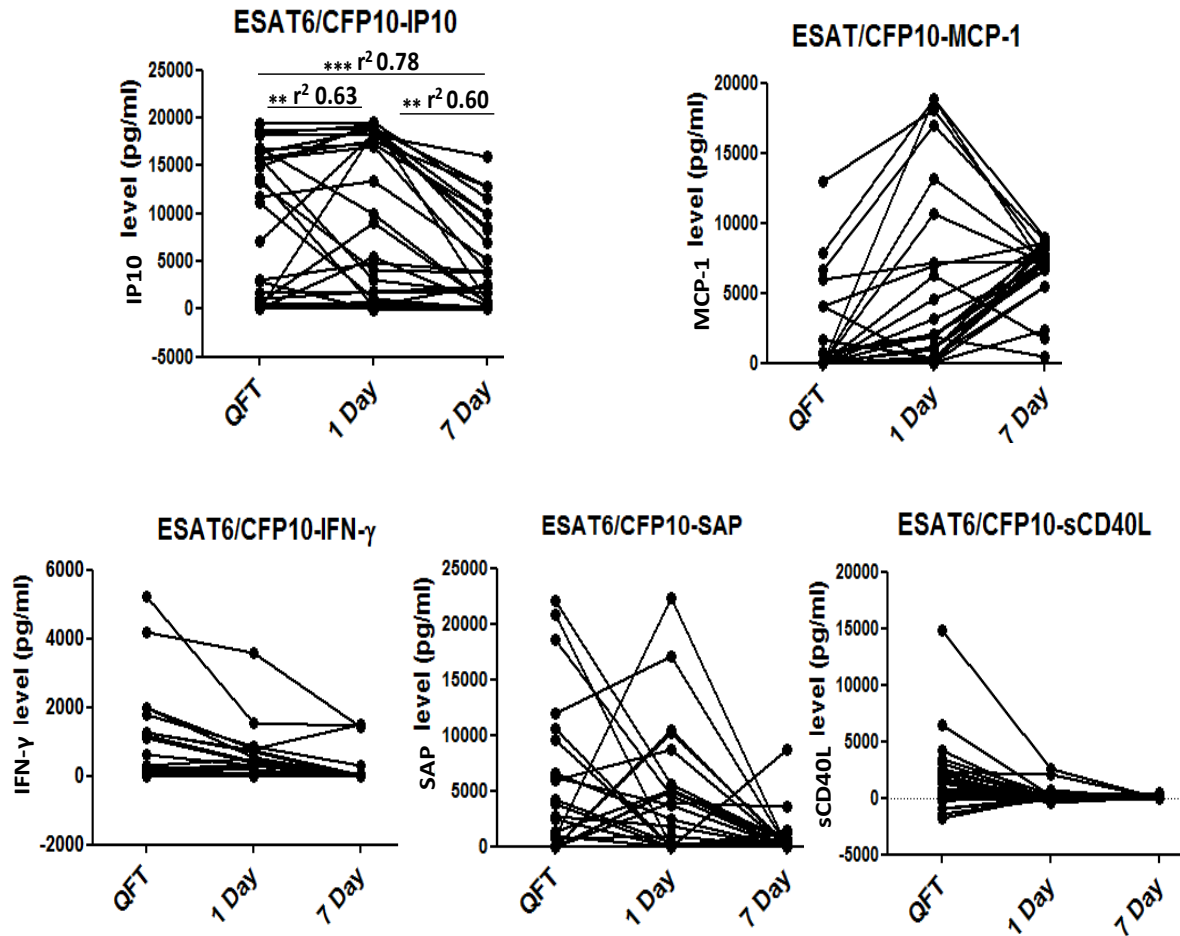 ESAT6/CFP10-IP10
IP10 level (pg/ml)
25000
20000
15000
10000
5000
0
-5000
*** r² 0.78
** r² 0.63
** r² 0.60
QFT
1 Day
7 Day
ESAT/CFP10-MCP-1
MCP-1 level (pg/ml)
20000
15000
10000
5000
0
QFT
1 Day
7 Day
ESAT6/CFP10-IFN-γ
IFN-γ level (pg/ml)
6000
4000
2000
0
-2000
QFT
1 Day
7 Day
ESAT6/CFP10-SAP
SAP level (pg/ml)
25000
20000
15000
10000
5000
0
QFT
1 Day
7 Day
ESAT6/CFP10-sCD40L
sCD40L level (pg/ml)
20000
15000
10000
5000
0
-5000
QFT
1 Day
7 Day